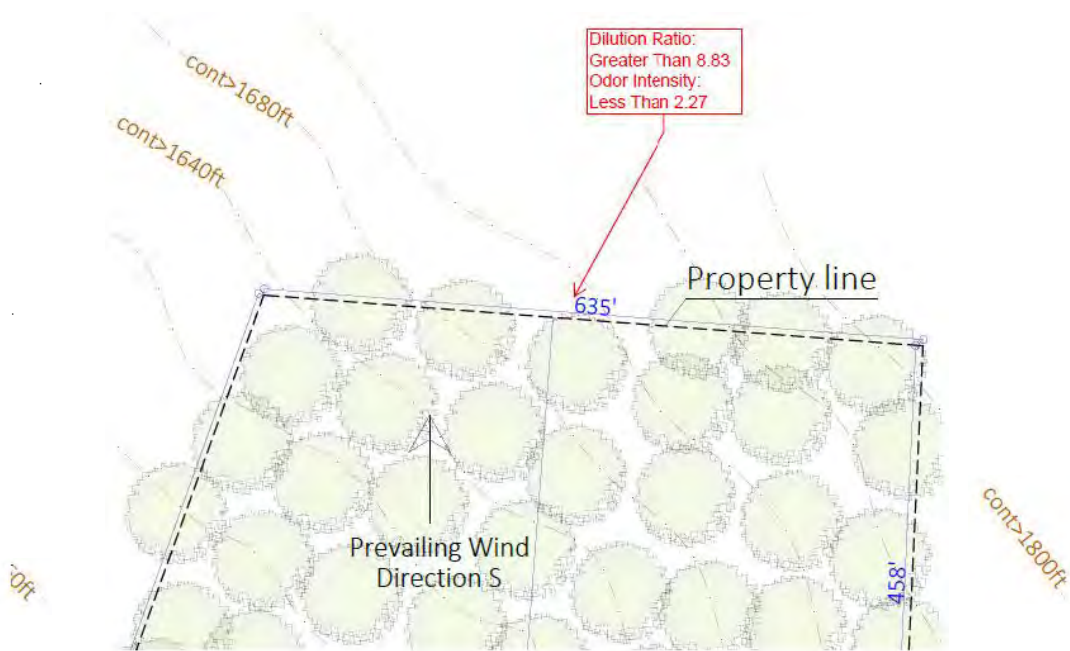 Dilution Ratio:
Greater Than 8.83
Odor Intensity:
Less Than 2.27
cont>1680ft
cont>1640ft
Property line
635'
Prevailing Wind
Direction S
cont>1800ft
458'